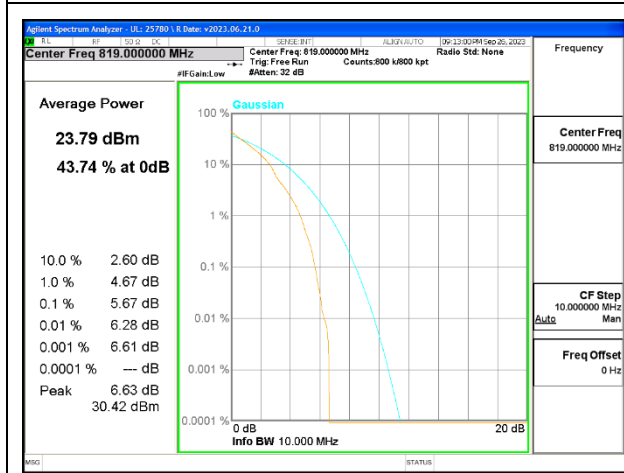 Agilent Spectrum Analyzer - UL: 25780 \ R Date: v2023.06.21.0
RL RF 50 Ω DC SENSE:INT ALIGN AUTO 09:13:00 PM Sep 26, 2023
Center Freq 819.000000 MHz
Center Freq: 819.000000 MHz Radio Std: None
Trig: Free Run Counts:800 k/800 kpt
#IFGain:Low #Atten: 32 dB
Frequency
Average Power
23.79 dBm
43.74 % at 0dB
10.0 % 2.60 dB
1.0 % 4.67 dB
0.1 % 5.67 dB
0.01 % 6.28 dB
0.001 % 6.61 dB
0.0001 % --- dB
Peak 6.63 dB
30.42 dBm
100 %
Gaussian
10 %
1 %
0.1 %
0.01 %
0.001 %
0.0001 %
0 dB 20 dB
Info BW 10.000 MHz
Center Freq
819.000000 MHz
CF Step
10.000000 MHz
Auto Man
Freq Offset
0 Hz
MSG STATUS